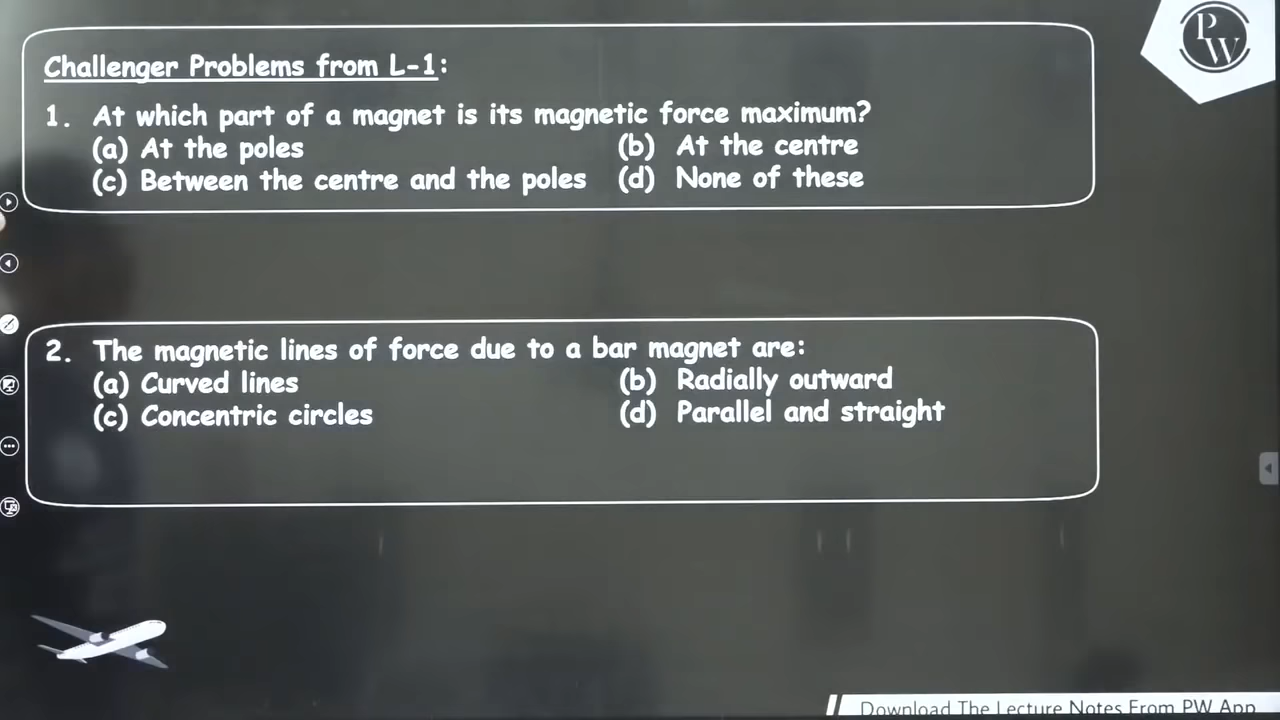 PW
Challenger Problems from L-1:
1. At which part of a magnet is its magnetic force maximum?
(a) At the poles (b) At the centre
(c) Between the centre and the poles (d) None of these
2. The magnetic lines of force due to a bar magnet are:
(a) Curved lines (b) Radially outward
(c) Concentric circles (d) Parallel and straight
Download The Lecture Notes From PW App